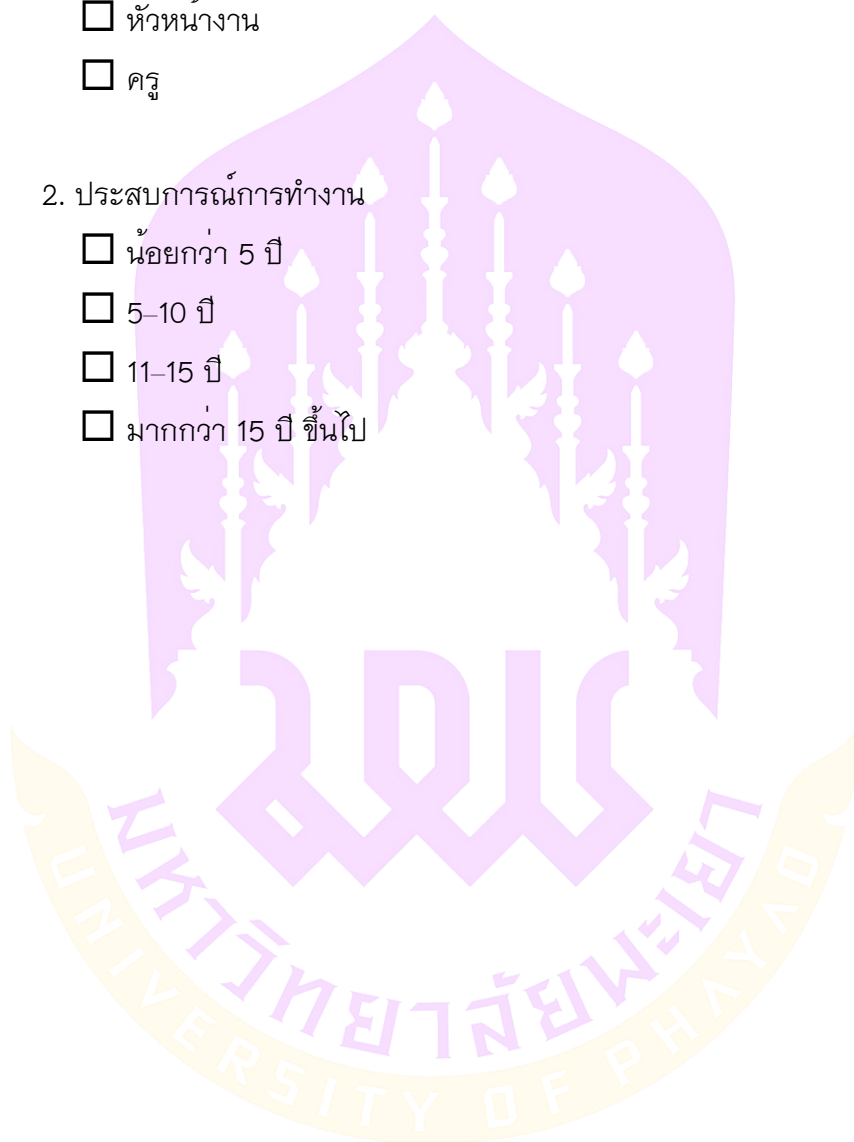 ☐ หัวหน้างาน
☐ ครู
2. ประสบการณ์การทำงาน
☐ น้อยกว่า 5 ปี
☐ 5–10 ปี
☐ 11–15 ปี
☐ มากกว่า 15 ปี ขึ้นไป
มหาวิทยาลัยพะเยา
UNIVERSITY OF PHAYAO